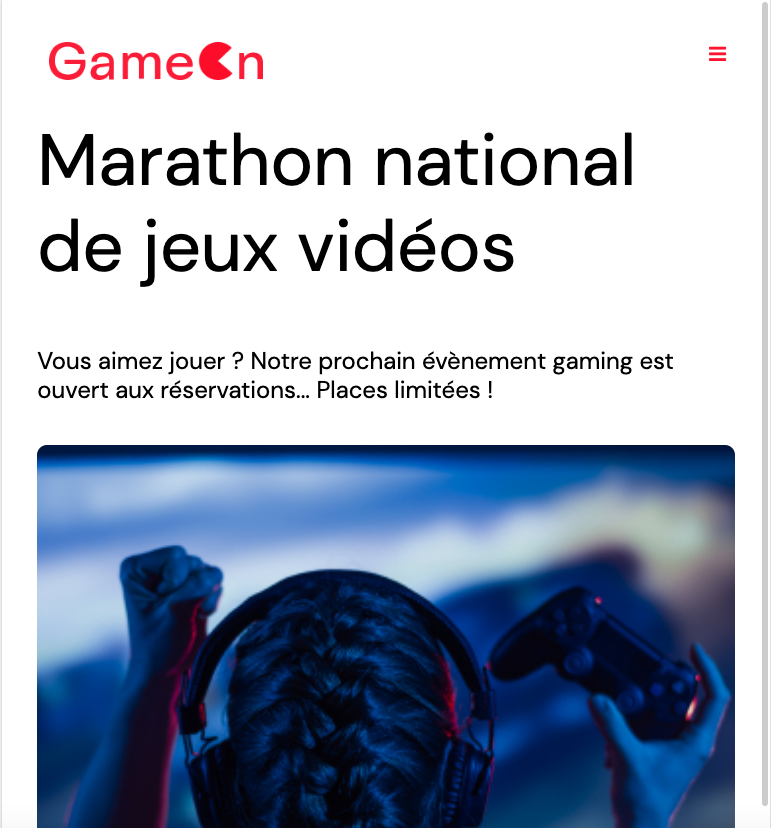 GameOn
Marathon national
de jeux vidéos
Vous aimez jouer ? Notre prochain évènement gaming est
ouvert aux réservations... Places limitées !